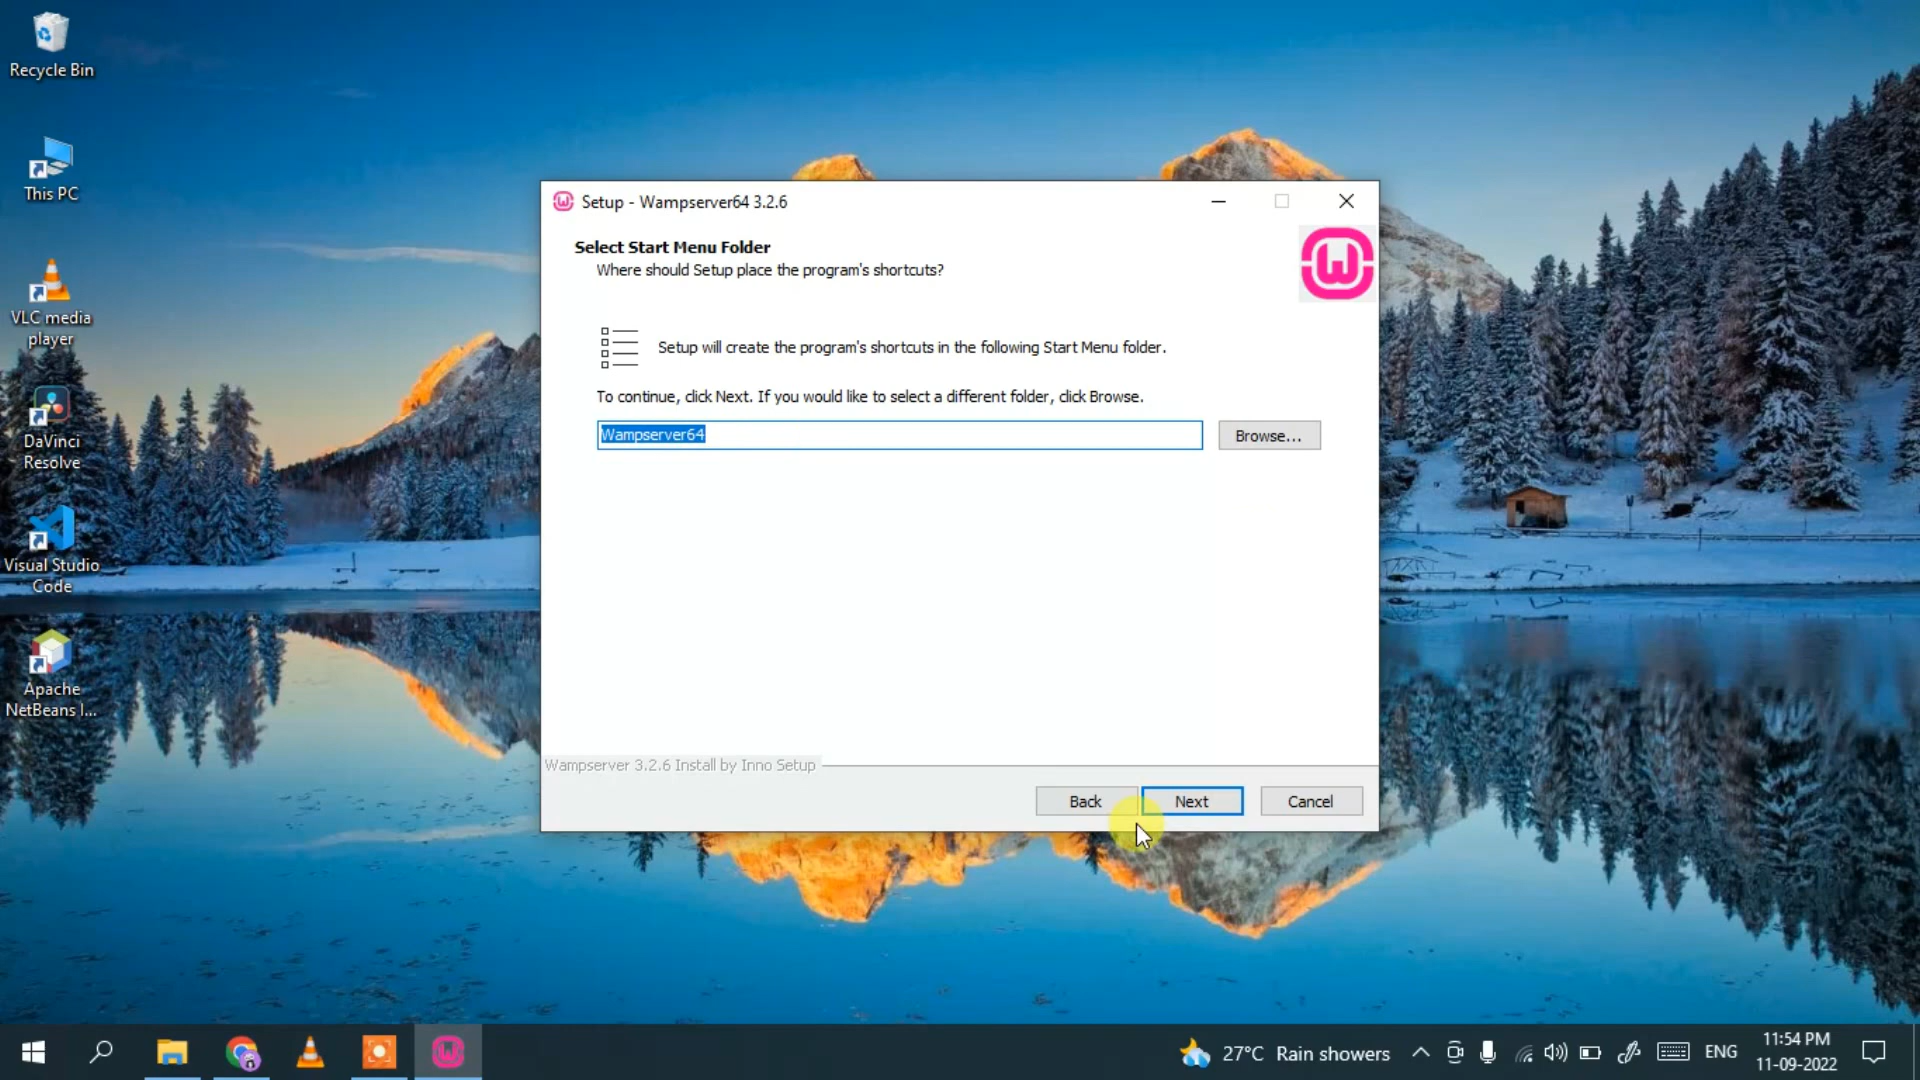 Recycle Bin
This PC
VLC media
player
DaVinci
Resolve
Visual Studio
Code
Apache
NetBeans I...
Setup - Wampserver64 3.2.6
Select Start Menu Folder
Where should Setup place the program's shortcuts?
Setup will create the program's shortcuts in the following Start Menu folder.
To continue, click Next. If you would like to select a different folder, click Browse.
Wampserver64
Browse...
Wampserver 3.2.6 Install by Inno Setup
Back
Next
Cancel
27°C Rain showers
ENG
11:54 PM
11-09-2022